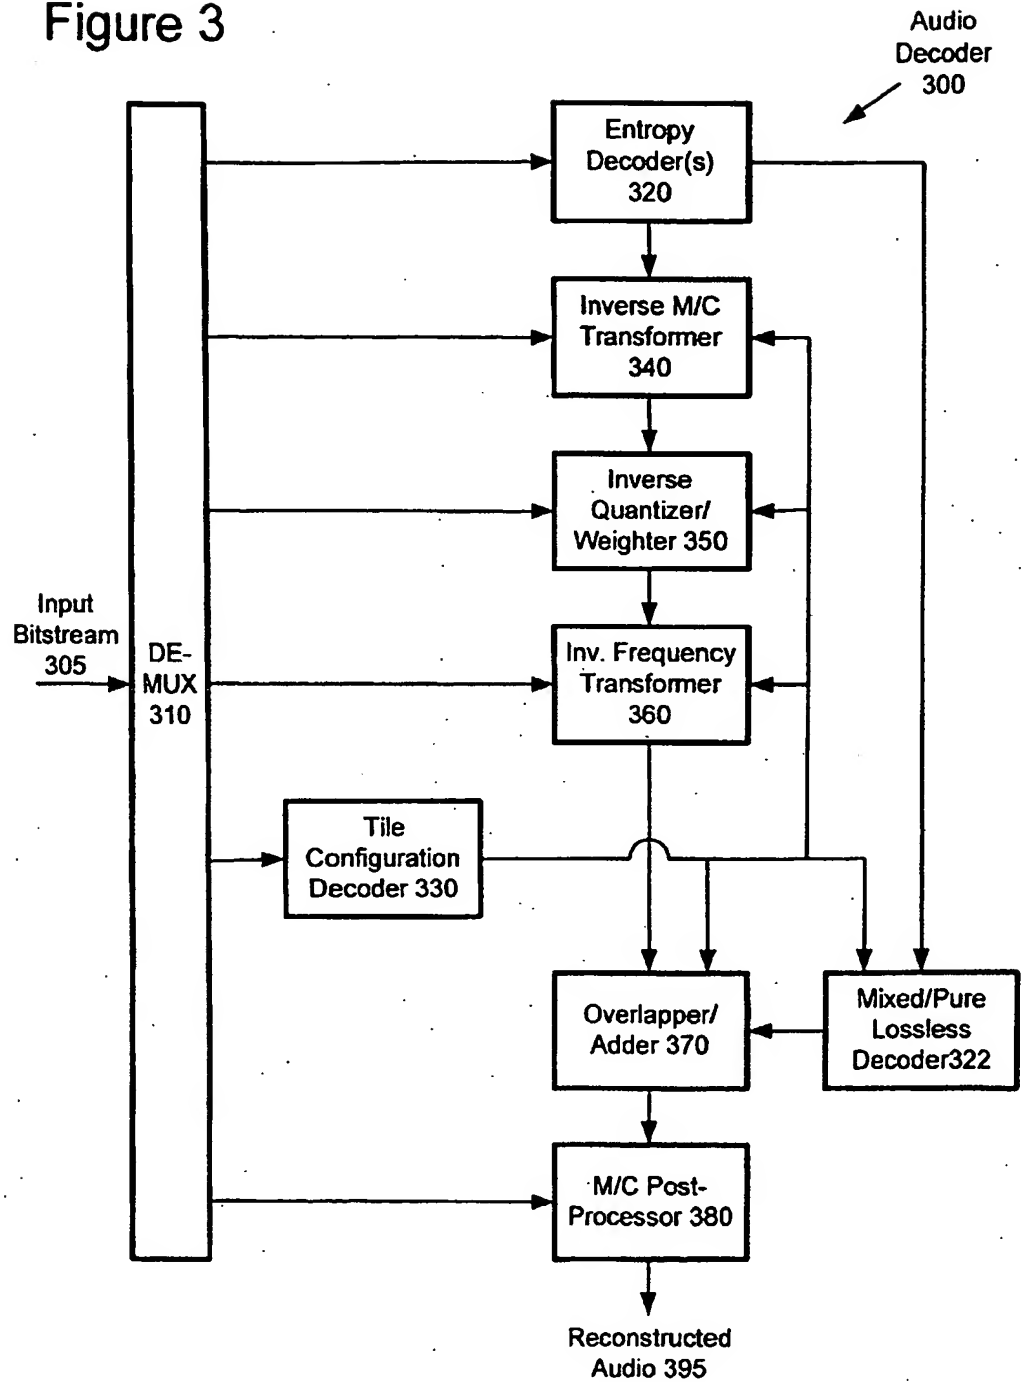 Figure 3
Audio
Decoder
300
Entropy
Decoder(s)
320
Inverse M/C
Transformer
340
Inverse
Quantizer/
Weighter 350
Input
Bitstream
305
DE-
MUX
310
Inv. Frequency
Transformer
360
Tile
Configuration
Decoder 330
Overlapper/
Adder 370
Mixed/Pure
Lossless
Decoder322
M/C Post-
Processor 380
Reconstructed
Audio 395